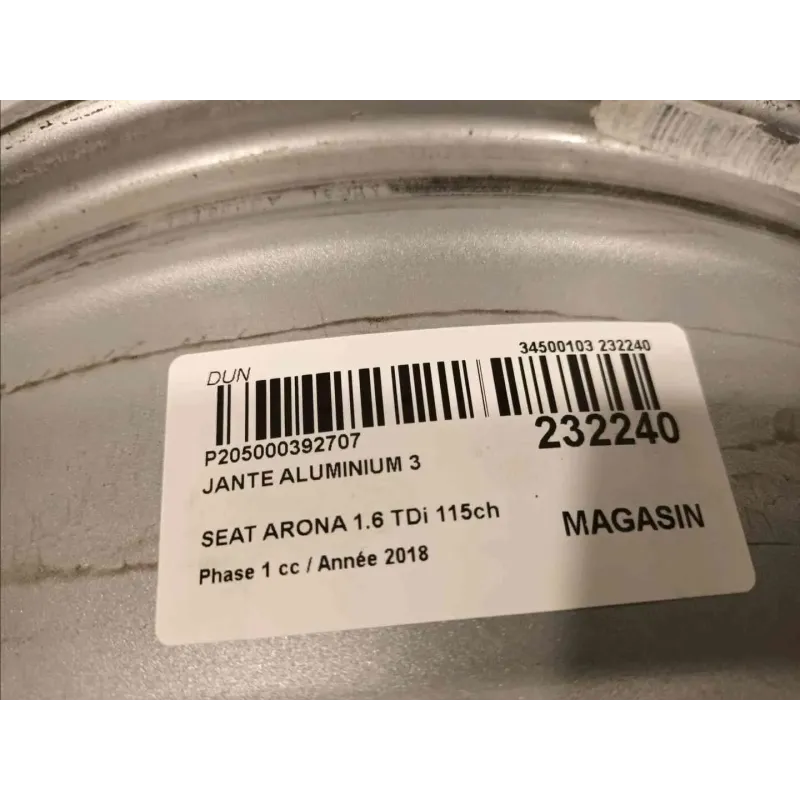 34500103 232240
DUN
P205000392707
232240
JANTE ALUMINIUM 3
SEAT ARONA 1.6 TDi 115ch
MAGASIN
Phase 1 cc / Année 2018